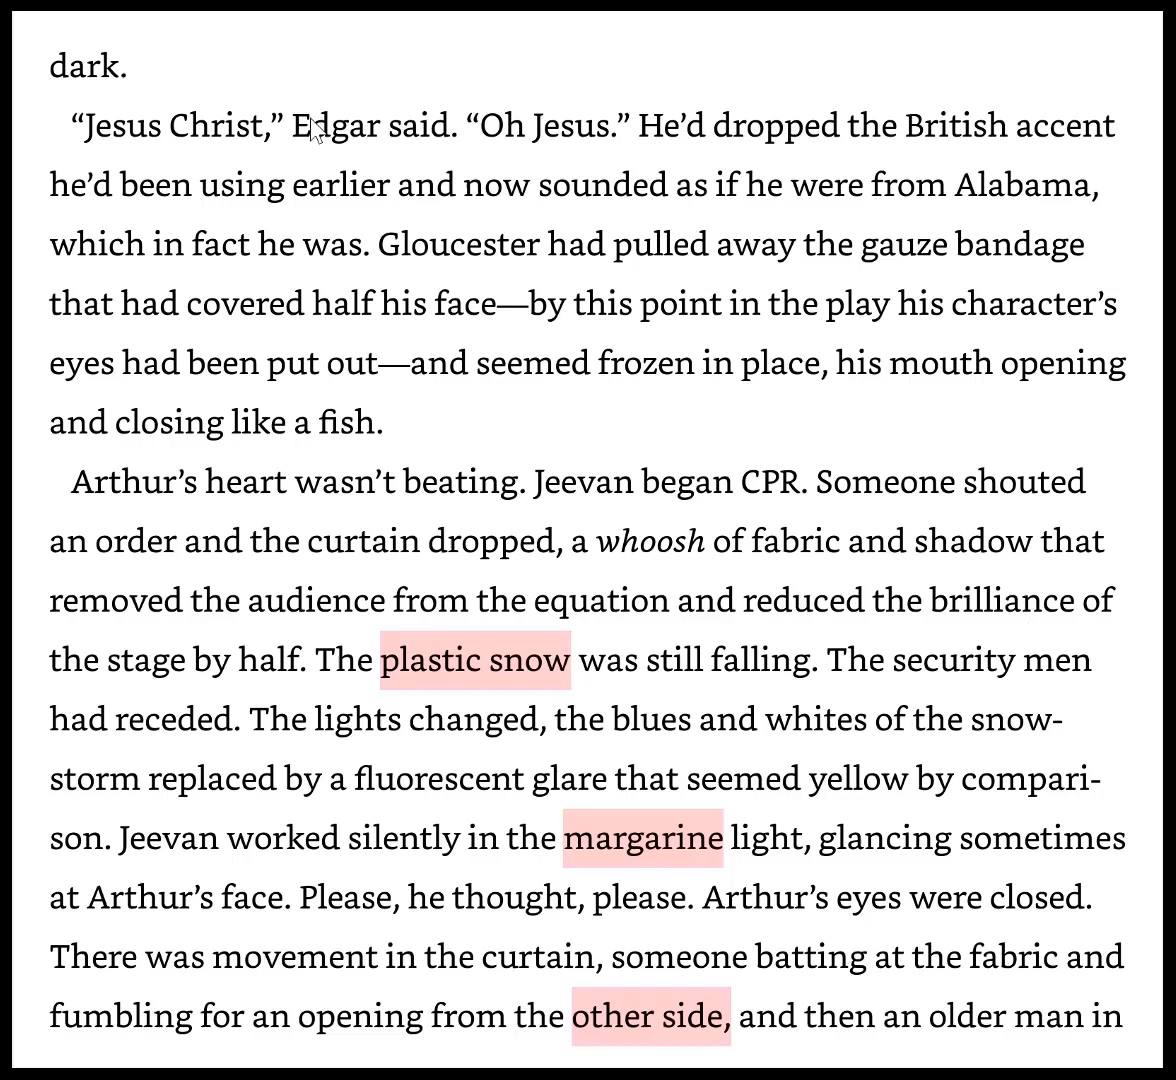 dark.
“Jesus Christ,” Edgar said. “Oh Jesus.” He’d dropped the British accent
he’d been using earlier and now sounded as if he were from Alabama,
which in fact he was. Gloucester had pulled away the gauze bandage
that had covered half his face—by this point in the play his character’s
eyes had been put out—and seemed frozen in place, his mouth opening
and closing like a fish.
Arthur’s heart wasn’t beating. Jeevan began CPR. Someone shouted
an order and the curtain dropped, a whoosh of fabric and shadow that
removed the audience from the equation and reduced the brilliance of
the stage by half. The plastic snow was still falling. The security men
had receded. The lights changed, the blues and whites of the snow-
storm replaced by a fluorescent glare that seemed yellow by compari-
son. Jeevan worked silently in the margarine light, glancing sometimes
at Arthur’s face. Please, he thought, please. Arthur’s eyes were closed.
There was movement in the curtain, someone batting at the fabric and
fumbling for an opening from the other side, and then an older man in